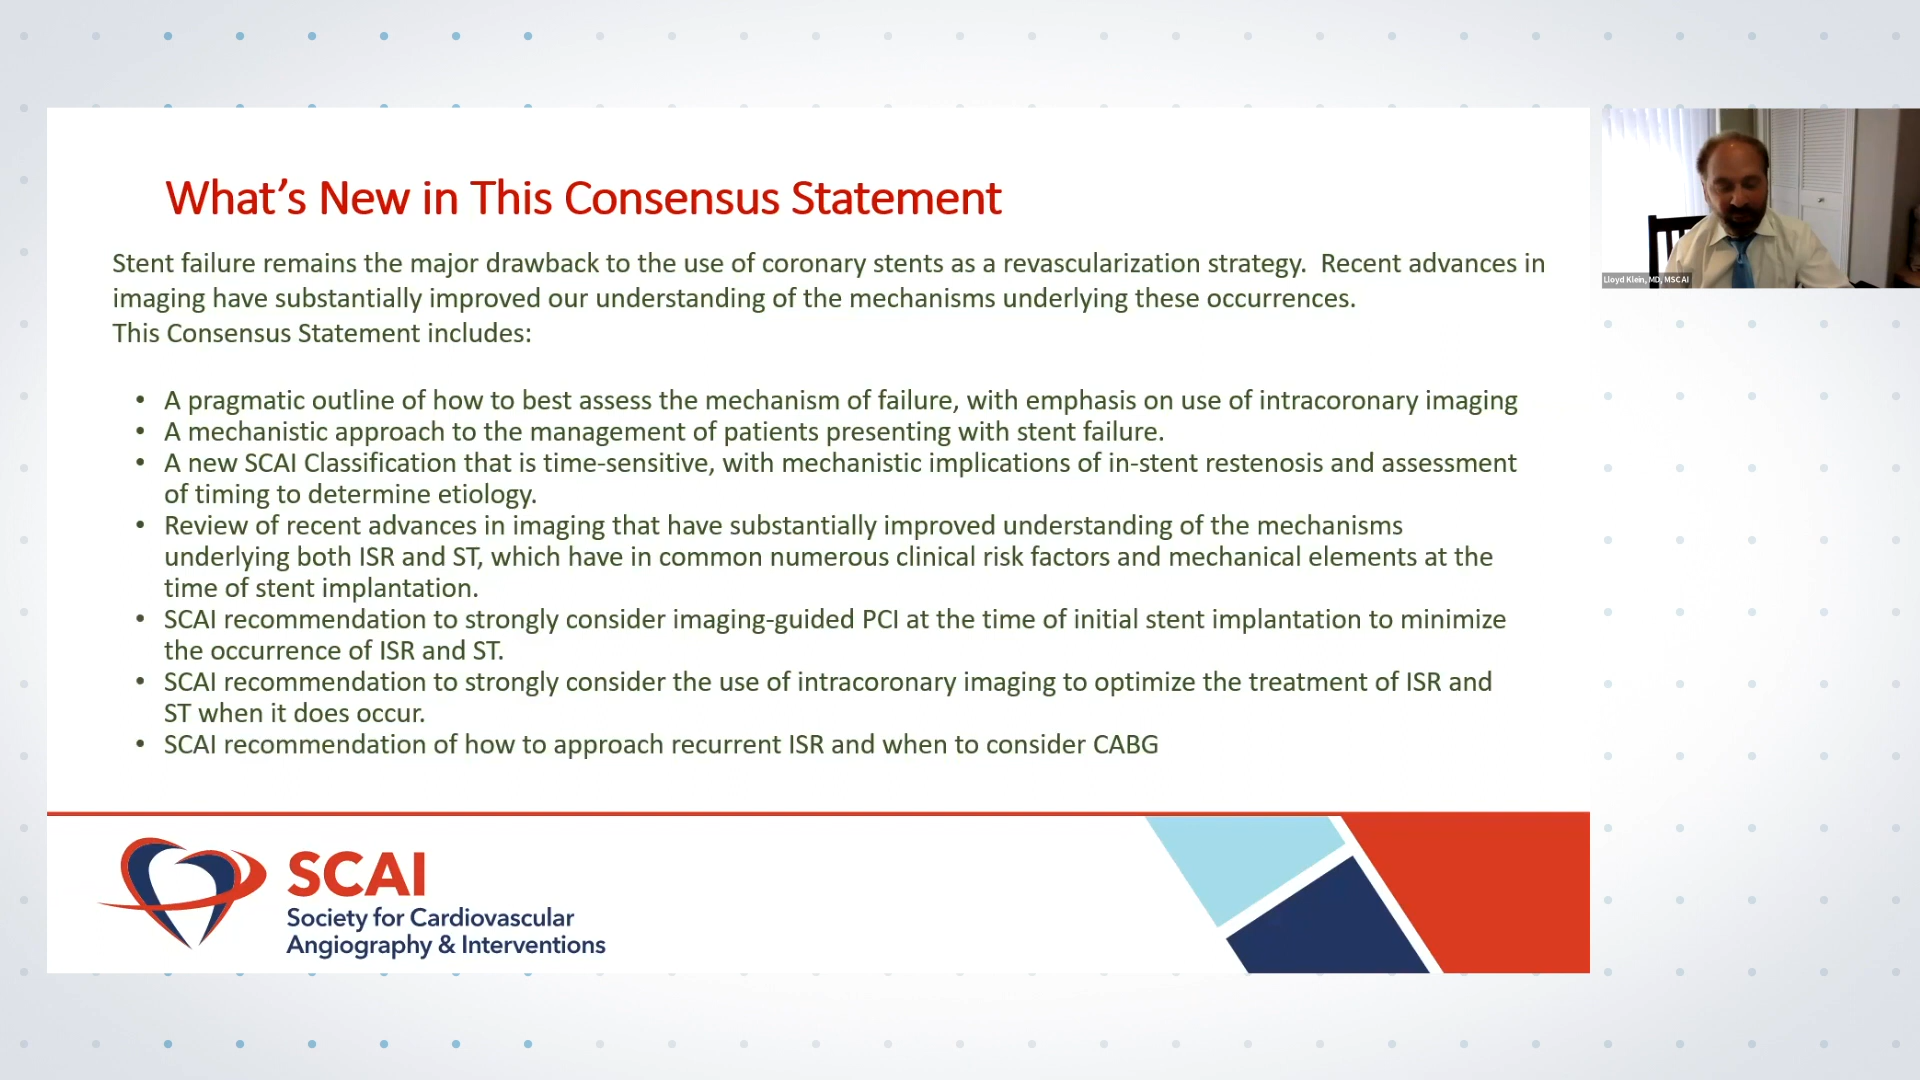 What's New in This Consensus Statement
Stent failure remains the major drawback to the use of coronary stents as a revascularization strategy.  Recent advances in
imaging have substantially improved our understanding of the mechanisms underlying these occurrences.
This Consensus Statement includes:
• A pragmatic outline of how to best assess the mechanism of failure, with emphasis on use of intracoronary imaging
• A mechanistic approach to the management of patients presenting with stent failure.
• A new SCAI Classification that is time-sensitive, with mechanistic implications of in-stent restenosis and assessment
of timing to determine etiology.
• Review of recent advances in imaging that have substantially improved understanding of the mechanisms
underlying both ISR and ST, which have in common numerous clinical risk factors and mechanical elements at the
time of stent implantation.
• SCAI recommendation to strongly consider imaging-guided PCI at the time of initial stent implantation to minimize
the occurrence of ISR and ST.
• SCAI recommendation to strongly consider the use of intracoronary imaging to optimize the treatment of ISR and
ST when it does occur.
• SCAI recommendation of how to approach recurrent ISR and when to consider CABG
SCAI
Society for Cardiovascular
Angiography & Interventions
Lloyd Klein, MD, MSCAI